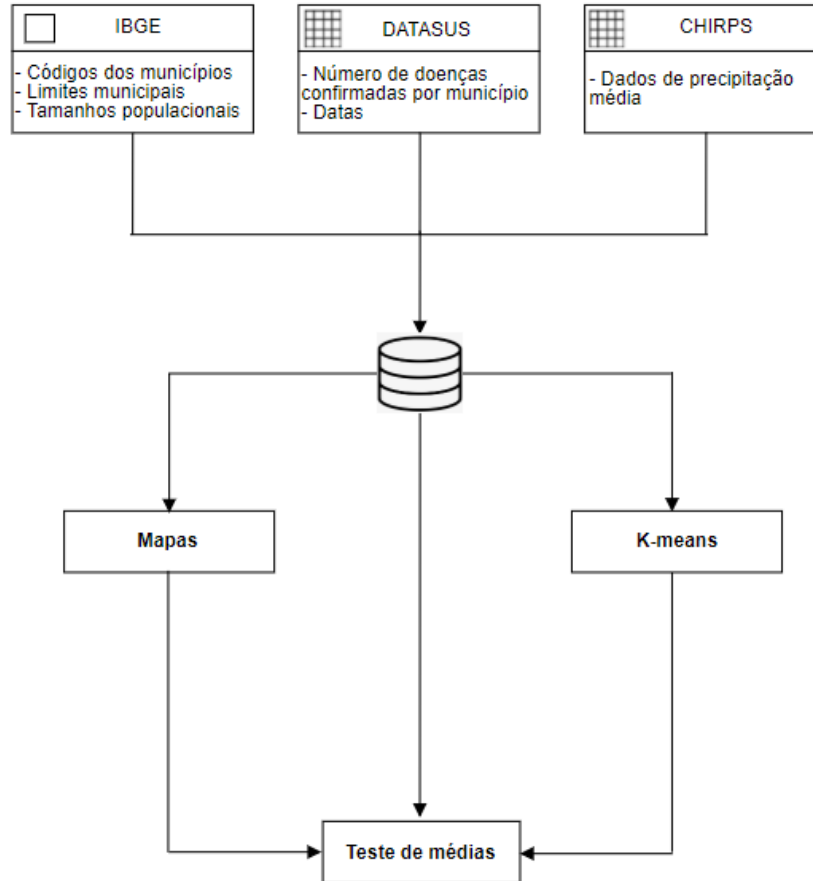 IBGE
- Códigos dos municípios
- Limites municipais
- Tamanhos populacionais
DATASUS
- Número de doenças
confirmadas por município
- Datas
CHIRPS
- Dados de precipitação
média
Mapas
K-means
Teste de médias